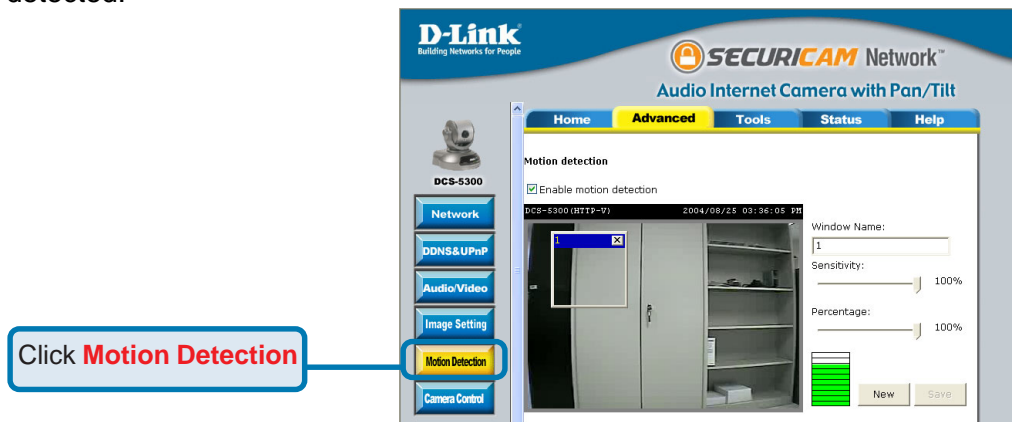 detected.
D-Link
Building Networks for People
SECURICAM Network™
Audio Internet Camera with Pan/Tilt
Home Advanced Tools Status Help
DCS-5300
Motion detection
Enable motion detection
DCS-5300(HTTP-V) 2004/08/25 03:36:05 PM
1
Window Name:
1
Sensitivity:
100%
Percentage:
100%
New Save
Network
DDNS&UPnP
Audio/Video
Image Setting
Motion Detection
Camera Control
Click Motion Detection